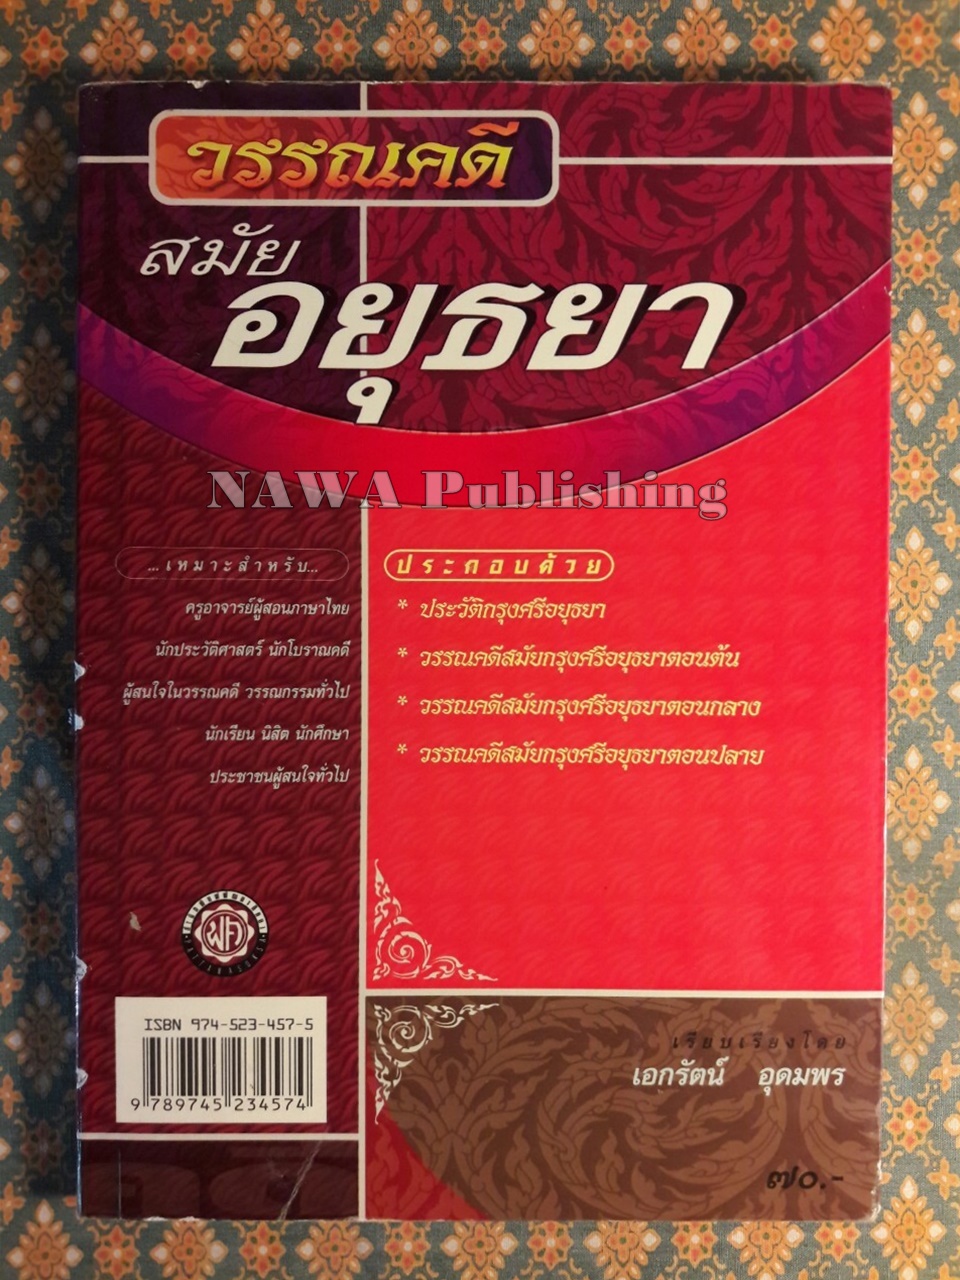 วรรณคดี
สมัย
อยุธยา
NAWA Publishing
...เหมาะสำหรับ...
ครูอาจารย์ผู้สอนภาษาไทย
นักประวัติศาสตร์ นักโบราณคดี
ผู้สนใจในวรรณคดี วรรณกรรมทั่วไป
นักเรียน นิสิต นักศึกษา
ประชาชนผู้สนใจทั่วไป
ประกอบด้วย
* ประวัติกรุงศรีอยุธยา
* วรรณคดีสมัยกรุงศรีอยุธยาตอนต้น
* วรรณคดีสมัยกรุงศรีอยุธยาตอนกลาง
* วรรณคดีสมัยกรุงศรีอยุธยาตอนปลาย
ISBN 974-523-457-5
9 789745 234574
เรียบเรียงโดย
เอกรัตน์ อุดมพร
๗๐.-